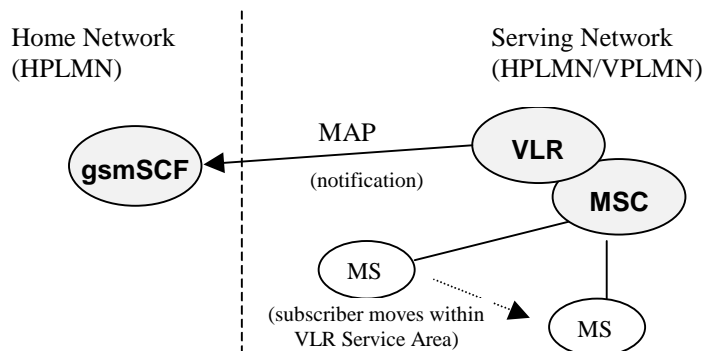 Home Network
(HPLMN)
Serving Network
(HPLMN/VPLMN)
MAP
VLR
gsmSCF
(notification)
MSC
MS
(subscriber moves within
VLR Service Area)
MS